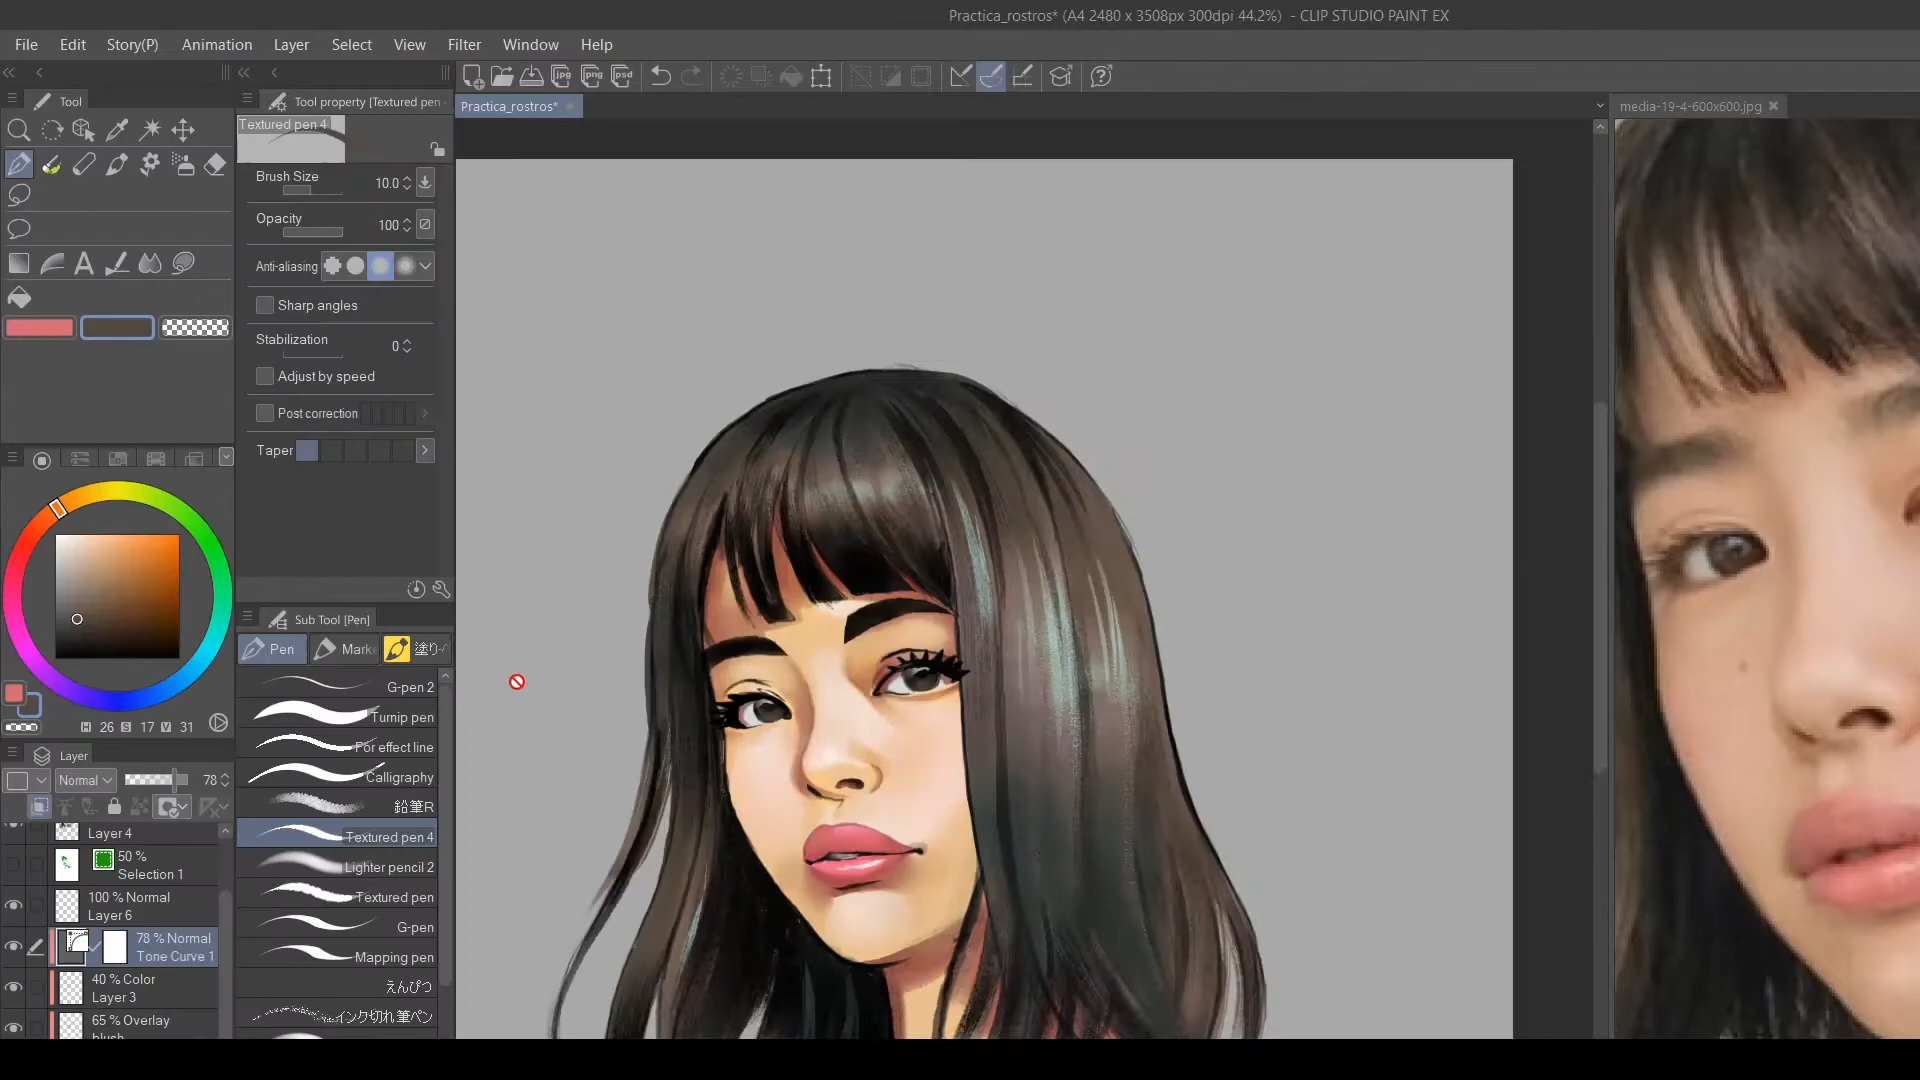 Practica_rostros* (A4 2480 x 3508px 300dpi 44.2%) - CLIP STUDIO PAINT EX
File Edit Story(P) Animation Layer Select View Filter Window Help
jpg png psd
Tool
Tool property [Textured pen
Practica_rostros*
media-19-4-600x600.jpg
Textured pen 4
Brush Size 10.0
Opacity 100
Anti-aliasing
Sharp angles
Stabilization 0
Adjust by speed
Post correction
Taper
Sub Tool [Pen]
Pen Marke 塗り
G-pen 2
Turnip pen
For effect line
Calligraphy
鉛筆R
Textured pen 4
Lighter pencil 2
Textured pen
G-pen
Mapping pen
えんぴつ
インク切れ筆ペン
H 26 S 17 V 31
Layer
Normal 78
Layer 4
50 %
Selection 1
100 % Normal
Layer 6
78 % Normal
Tone Curve 1
40 % Color
Layer 3
65 % Overlay
blush